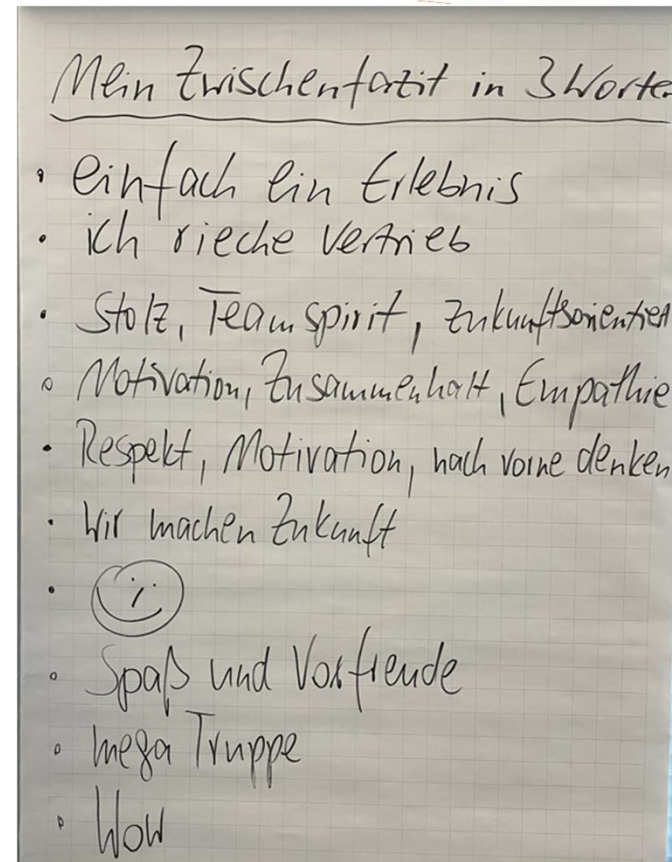 Mein Zwischenfazit in 3 Worte
• einfach ein Erlebnis
• ich rieche Vertrieb
• Stolz, Teamspirit, Zukunftsorientiert
• Motivation, Zusammenhalt, Empathie
• Respekt, Motivation, nach vorne denken
• Wir machen Zukunft
• ☺
• Spaß und Vorfreude
• mega Truppe
• Wow